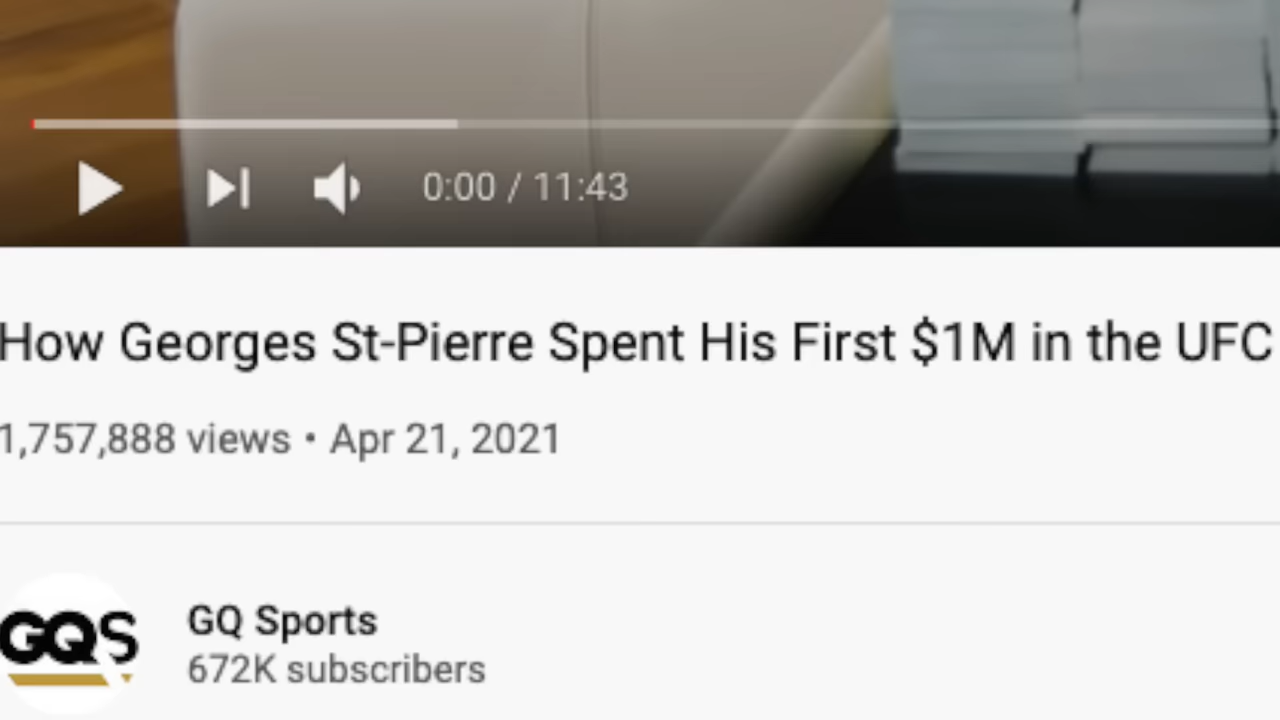 0:00 / 11:43
How Georges St-Pierre Spent His First $1M in the UFC
1,757,888 views • Apr 21, 2021
GQS
GQ Sports
672K subscribers